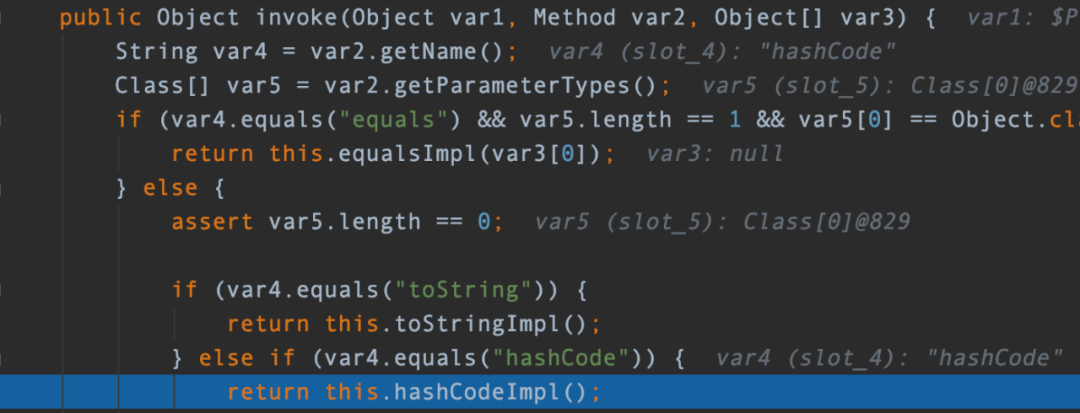 public Object invoke(Object var1, Method var2, Object[] var3) {  var1: $P
String var4 = var2.getName();  var4 (slot_4): "hashCode"
Class[] var5 = var2.getParameterTypes();  var5 (slot_5): Class[0]@829
if (var4.equals("equals") && var5.length == 1 && var5[0] == Object.cl
return this.equalsImpl(var3[0]);  var3: null
} else {
assert var5.length == 0;  var5 (slot_5): Class[0]@829
if (var4.equals("toString")) {
return this.toStringImpl();
} else if (var4.equals("hashCode")) {  var4 (slot_4): "hashCode"
return this.hashCodeImpl();